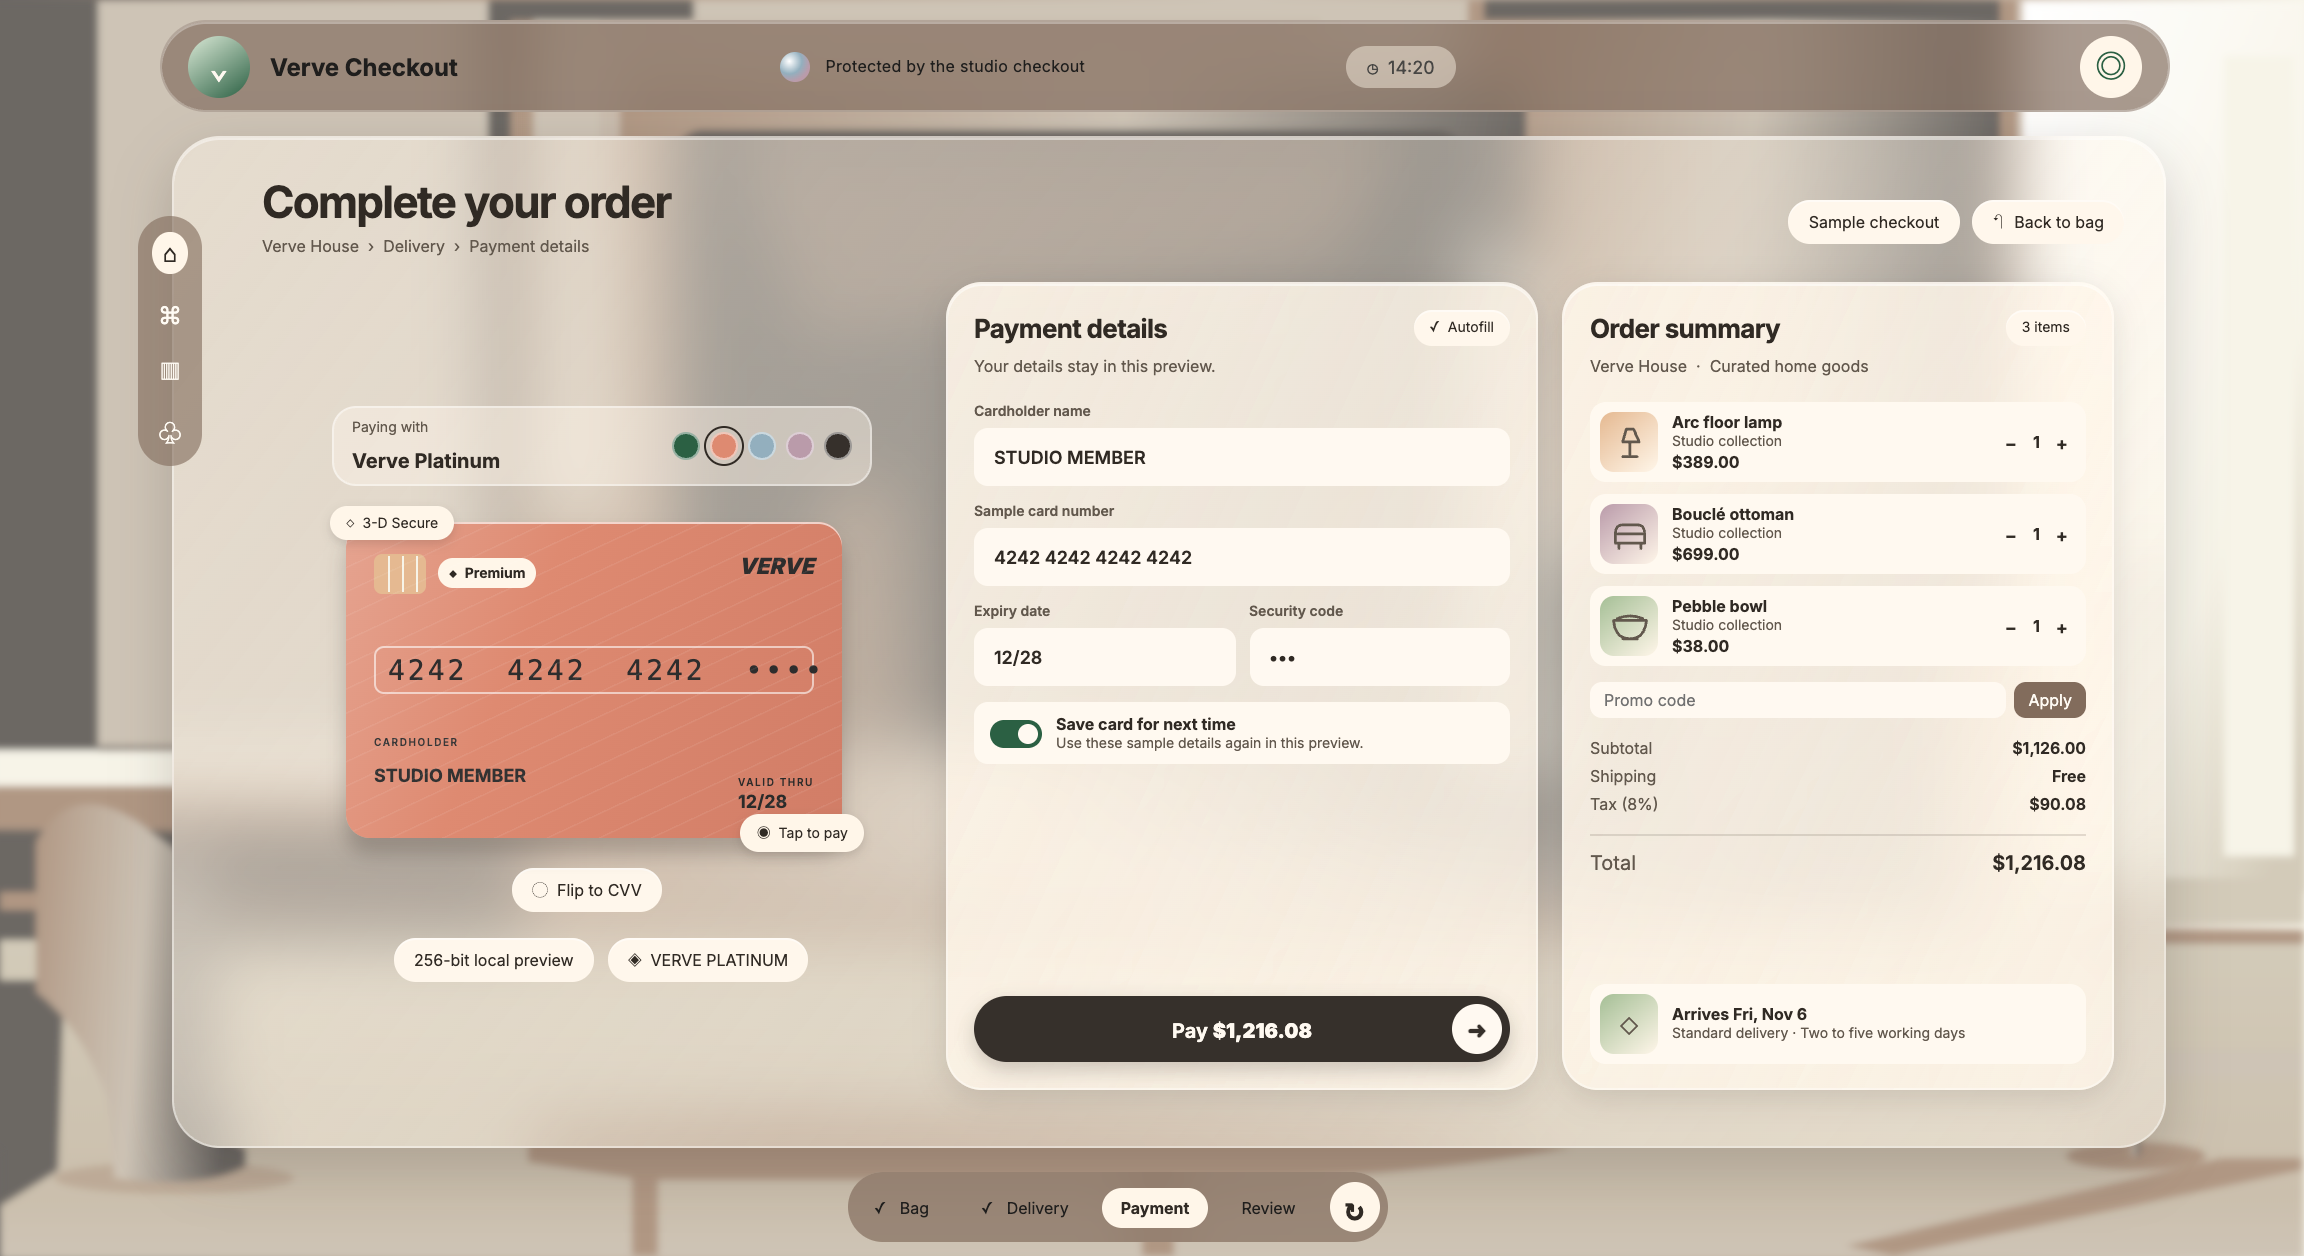 Verve Checkout
Protected by the studio checkout
14:20
Complete your order
Verve House › Delivery › Payment details
Sample checkout
Back to bag
Paying with
Verve Platinum
3-D Secure
Premium
VERVE
4242 4242 4242 ••••
CARDHOLDER
STUDIO MEMBER
VALID THRU
12/28
Tap to pay
Flip to CVV
256-bit local preview
VERVE PLATINUM
Payment details
✓ Autofill
Your details stay in this preview.
Cardholder name
STUDIO MEMBER
Sample card number
4242 4242 4242 4242
Expiry date
Security code
12/28
•••
Save card for next time
Use these sample details again in this preview.
Pay $1,216.08 ➔
Order summary
3 items
Verve House · Curated home goods
Arc floor lamp
Studio collection
$389.00
− 1 +
Bouclé ottoman
Studio collection
$699.00
− 1 +
Pebble bowl
Studio collection
$38.00
− 1 +
Promo code
Apply
Subtotal $1,126.00
Shipping Free
Tax (8%) $90.08
Total $1,216.08
Arrives Fri, Nov 6
Standard delivery · Two to five working days
✓ Bag
✓ Delivery
Payment
Review